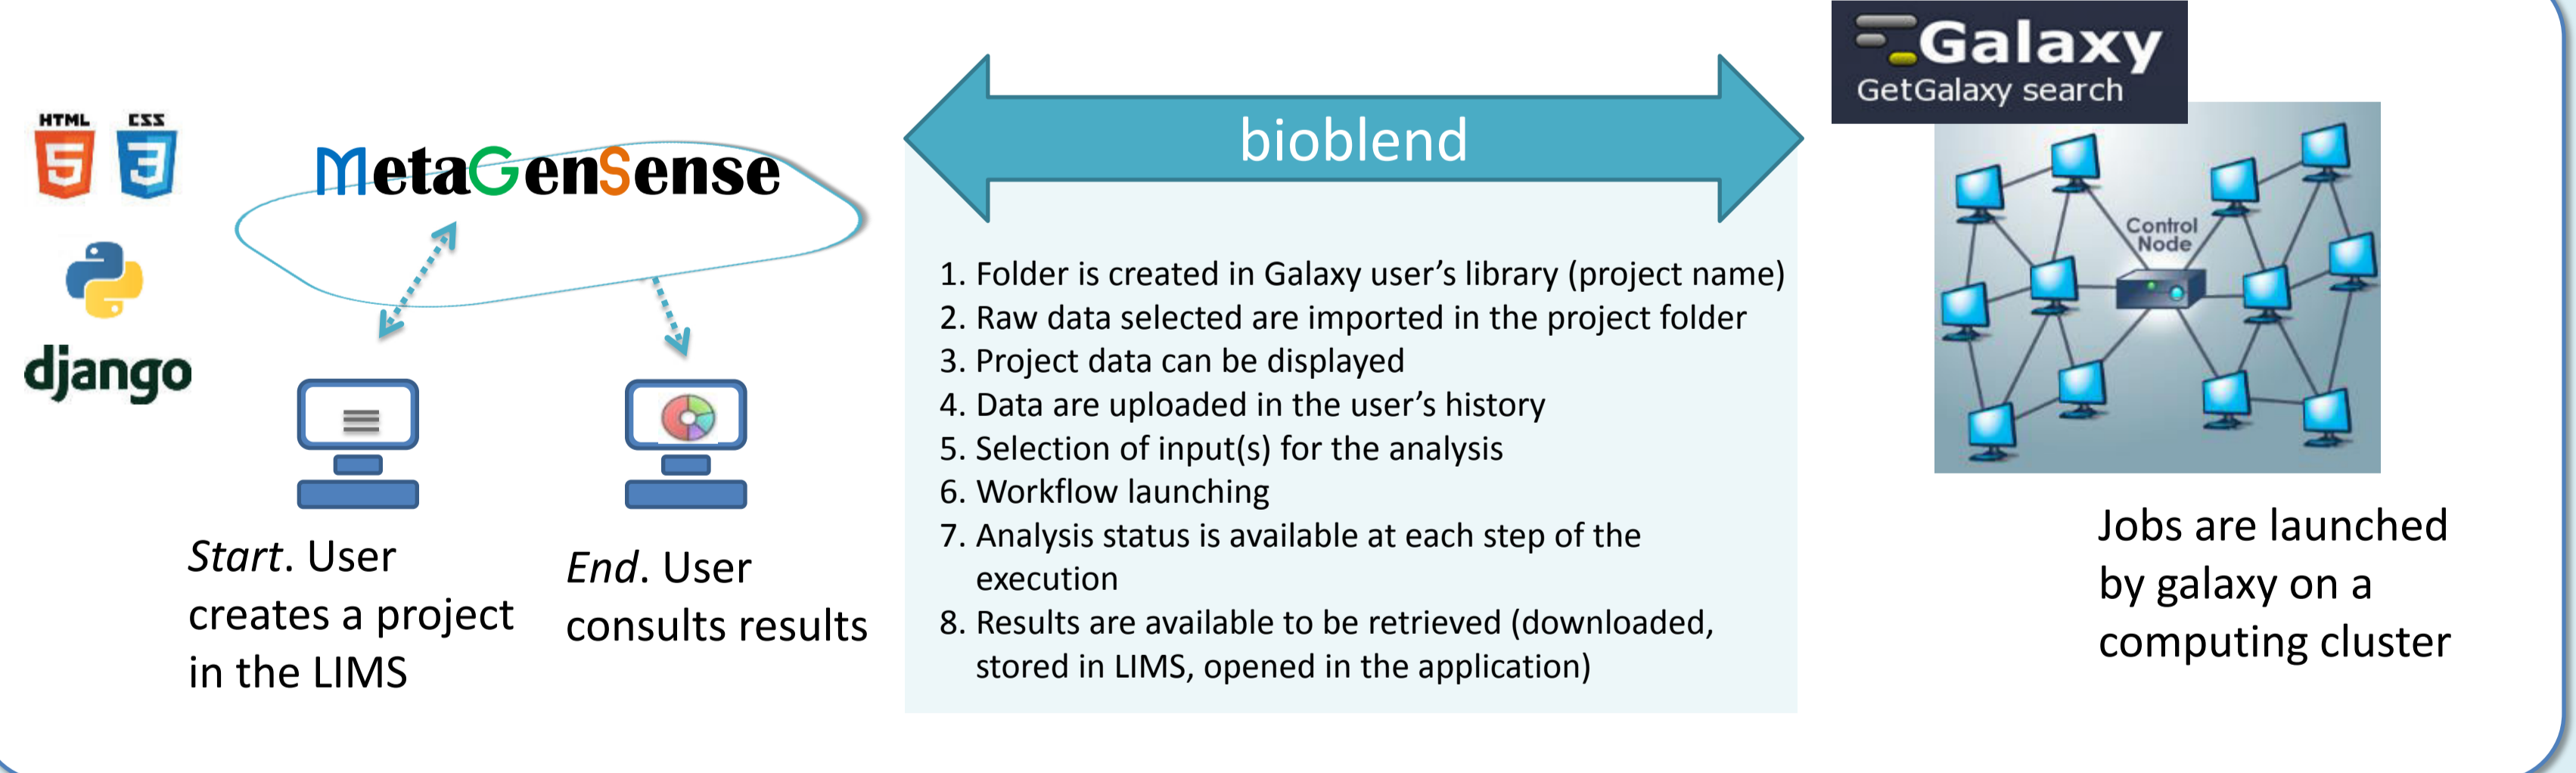 HTML CSS
5 3
django
MetaGenSense
Start. User
creates a project
in the LIMS
End. User
consults results
bioblend
1. Folder is created in Galaxy user’s library (project name)
2. Raw data selected are imported in the project folder
3. Project data can be displayed
4. Data are uploaded in the user’s history
5. Selection of input(s) for the analysis
6. Workflow launching
7. Analysis status is available at each step of the
execution
8. Results are available to be retrieved (downloaded,
stored in LIMS, opened in the application)
Galaxy
GetGalaxy search
Control
Node
Jobs are launched
by galaxy on a
computing cluster